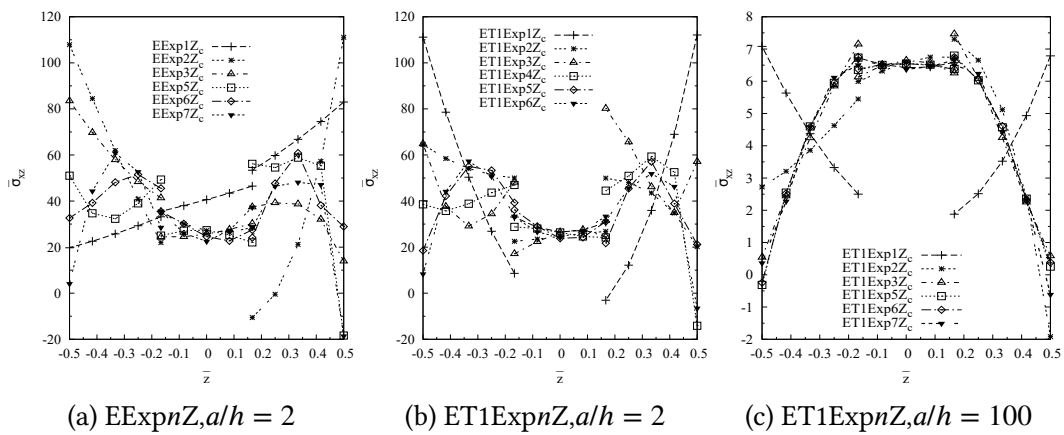 120
100
80
60
40
20
0
-20
-0.5 -0.4 -0.3 -0.2 -0.1 0 0.1 0.2 0.3 0.4 0.5
σ̄xz
z̄
EExp1Zc
EExp2Zc
EExp3Zc
EExp5Zc
EExp6Zc
EExp7Zc
(a) EExpnZ,a/h = 2
120
100
80
60
40
20
0
-20
-0.5 -0.4 -0.3 -0.2 -0.1 0 0.1 0.2 0.3 0.4 0.5
σ̄xz
z̄
ET1Exp1Zc
ET1Exp2Zc
ET1Exp3Zc
ET1Exp4Zc
ET1Exp5Zc
ET1Exp6Zc
(b) ET1ExpnZ,a/h = 2
8
7
6
5
4
3
2
1
0
-1
-2
-0.5 -0.4 -0.3 -0.2 -0.1 0 0.1 0.2 0.3 0.4 0.5
σ̄xz
z̄
ET1Exp1Zc
ET1Exp2Zc
ET1Exp3Zc
ET1Exp5Zc
ET1Exp6Zc
ET1Exp7Zc
(c) ET1ExpnZ,a/h = 100